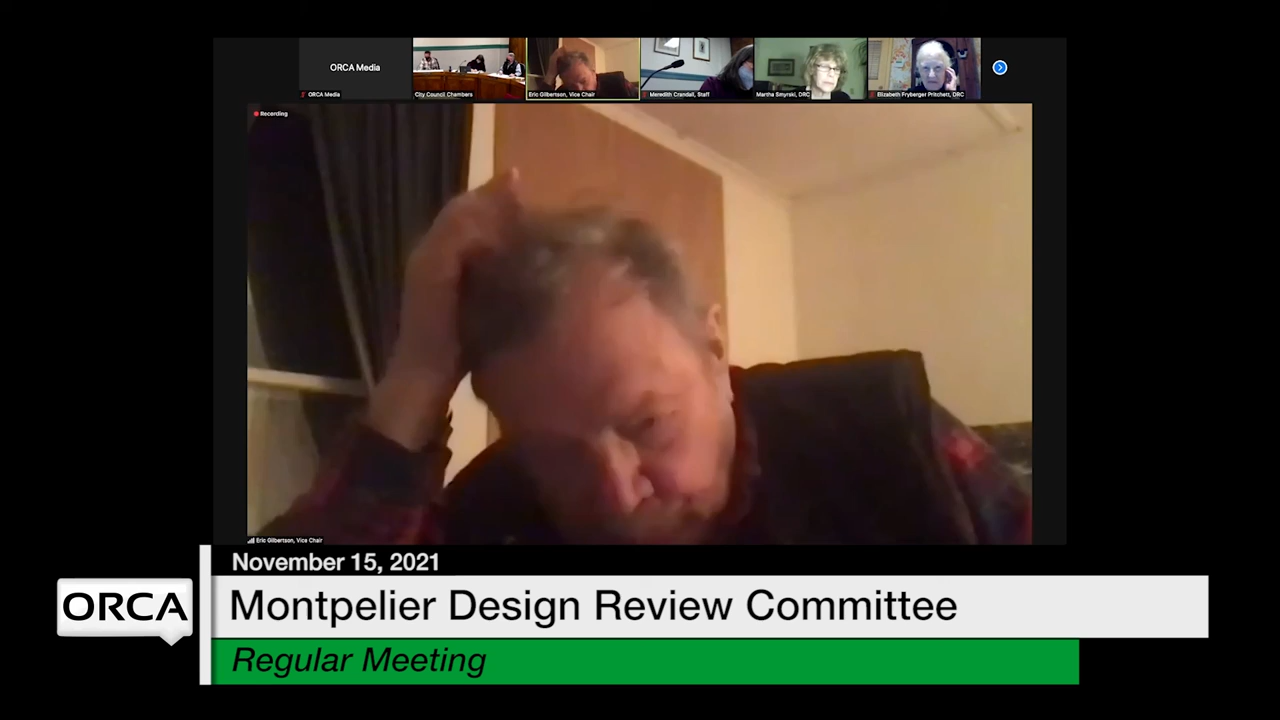 ORCA Media
ORCA Media
City Council Chambers
Eric Gilbertson, Vice Chair
Meredith Crandall, Staff
Martha Smyrski, DRC
Elizabeth Fryberger Pritchett, DRC
Recording
Eric Gilbertson, Vice Chair
November 15, 2021
ORCA
Montpelier Design Review Committee
Regular Meeting